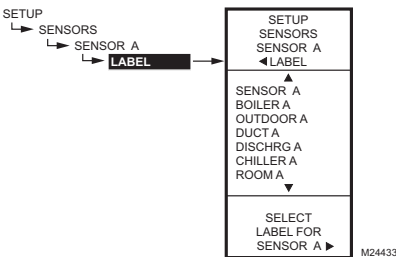 SETUP
SENSORS
SENSOR A
LABEL
SETUP
SENSORS
SENSOR A
◄LABEL
▲
SENSOR A
BOILER A
OUTDOOR A
DUCT A
DISCHRG A
CHILLER A
ROOM A
▼
SELECT
LABEL FOR
SENSOR A ►
M24433